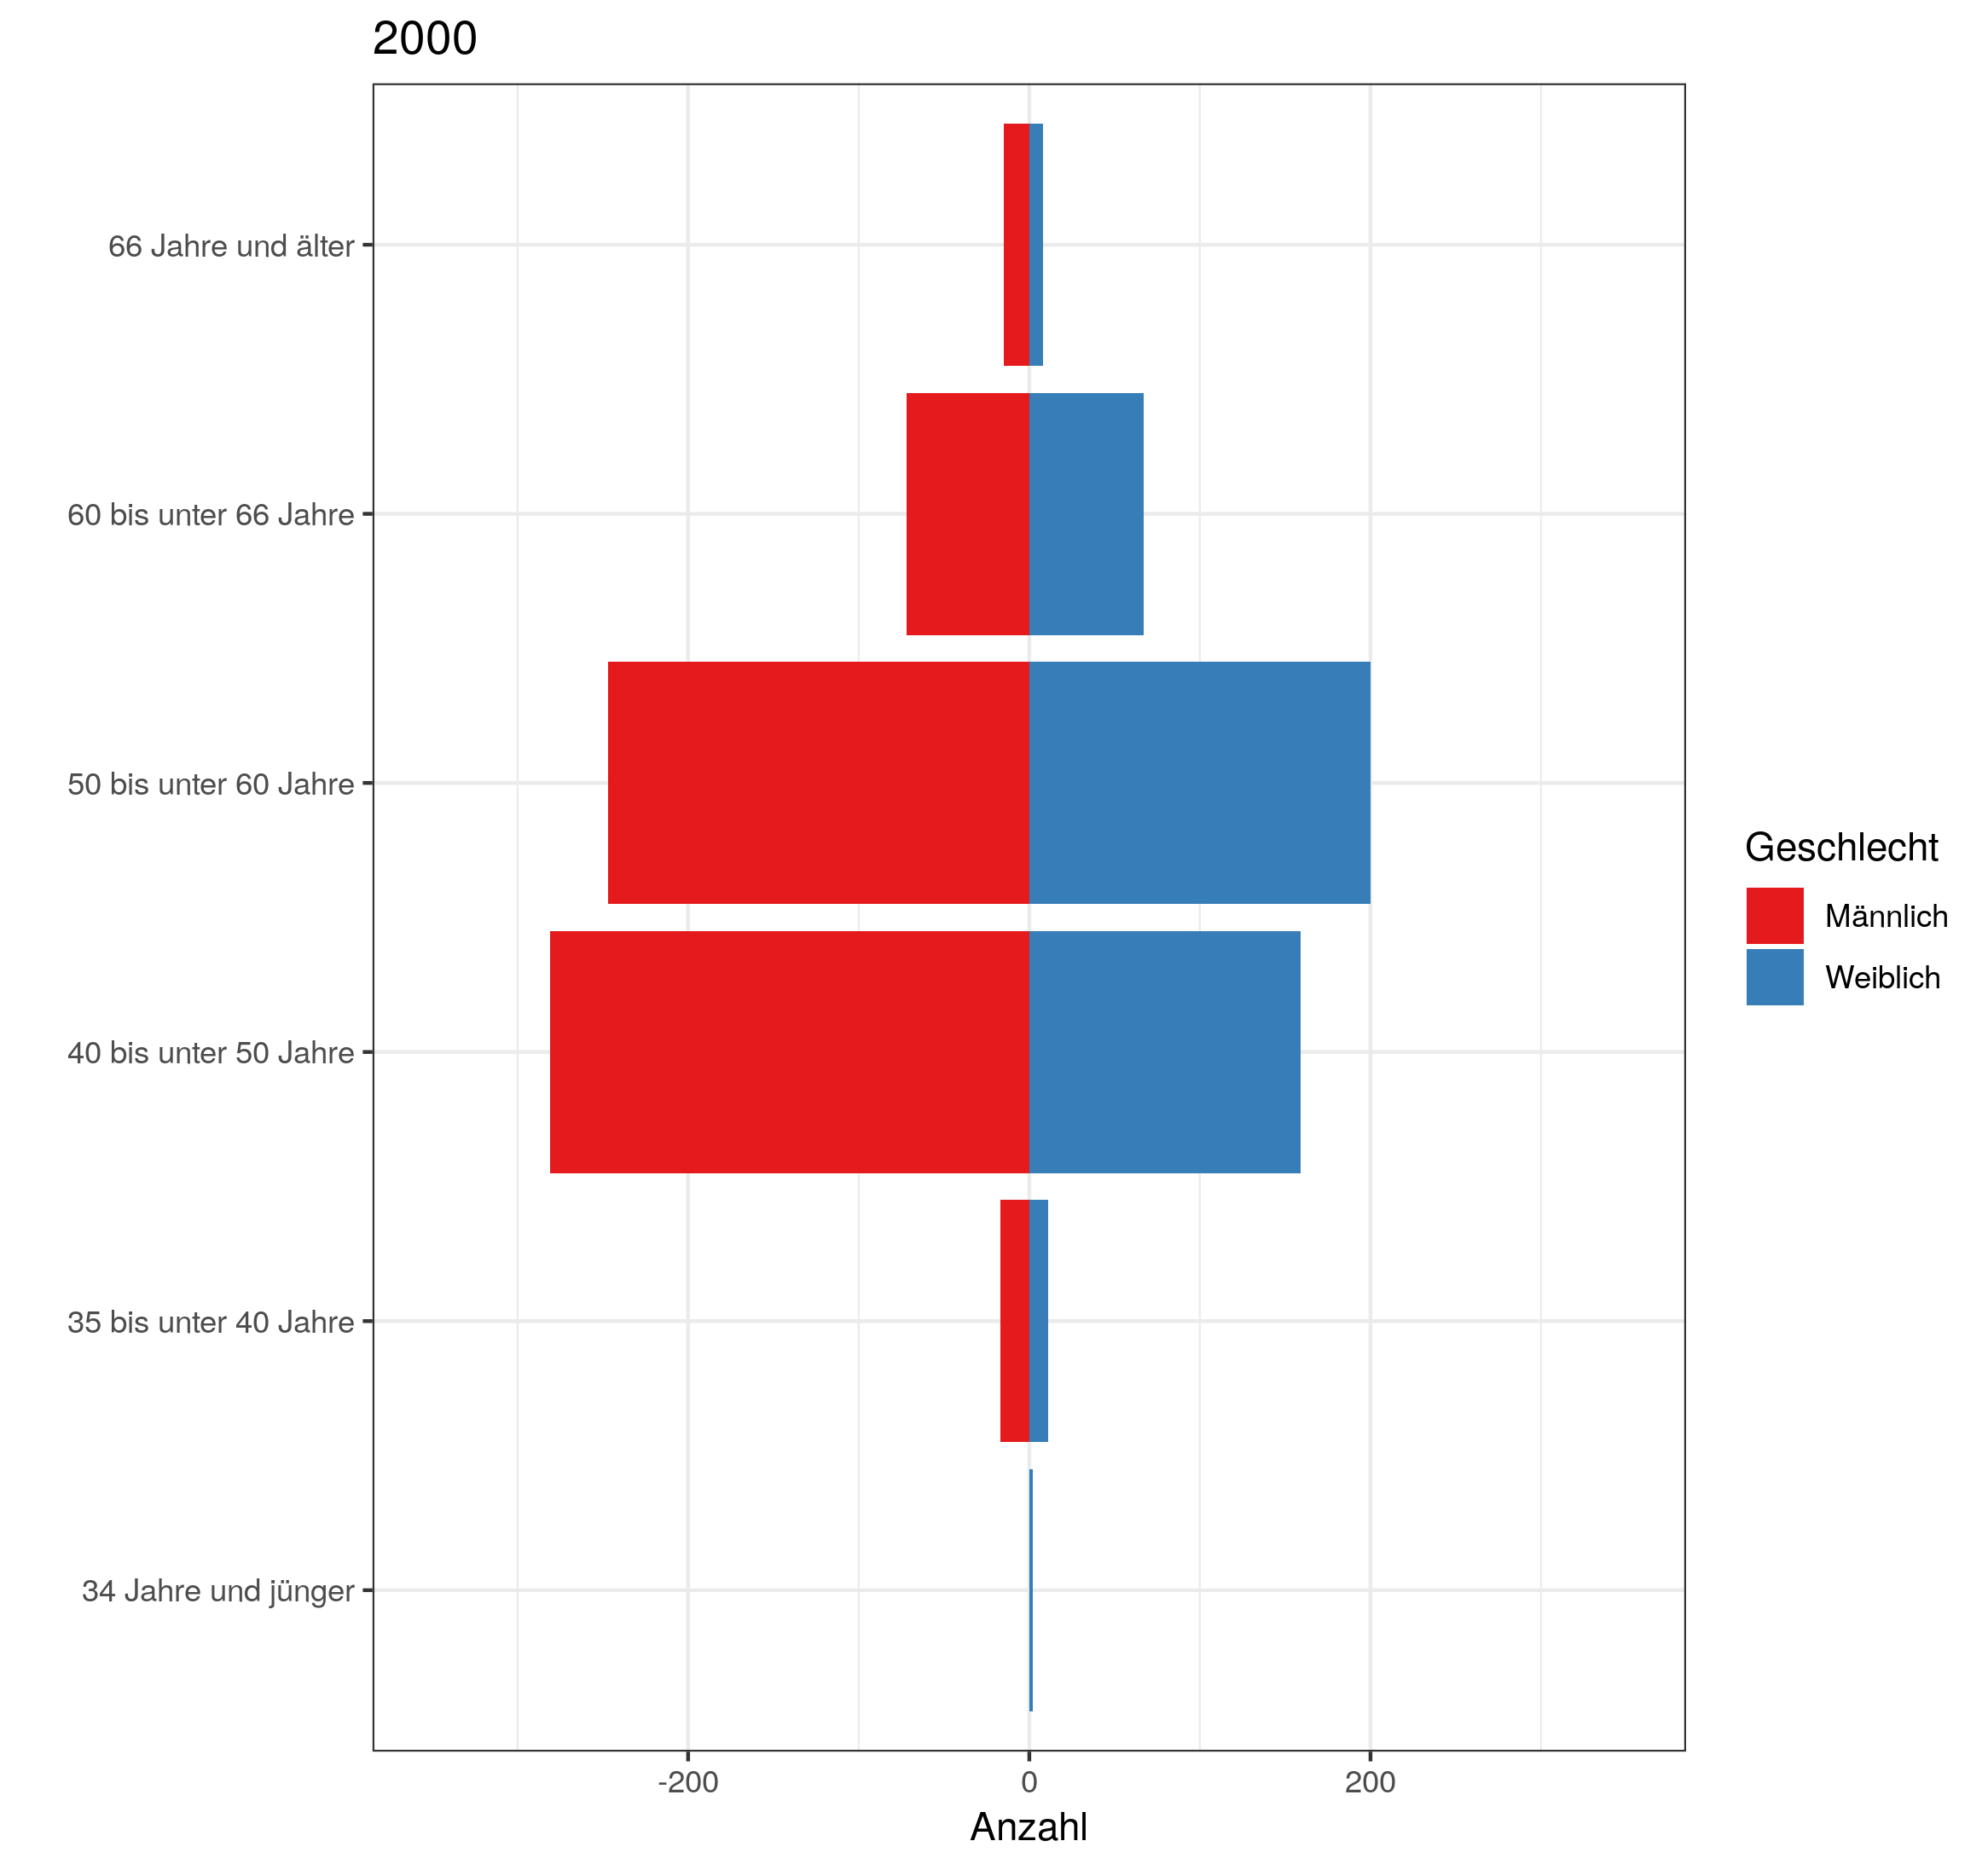 2000
66 Jahre und älter
60 bis unter 66 Jahre
50 bis unter 60 Jahre
40 bis unter 50 Jahre
35 bis unter 40 Jahre
34 Jahre und jünger
-200
0
200
Anzahl
Geschlecht
Männlich
Weiblich